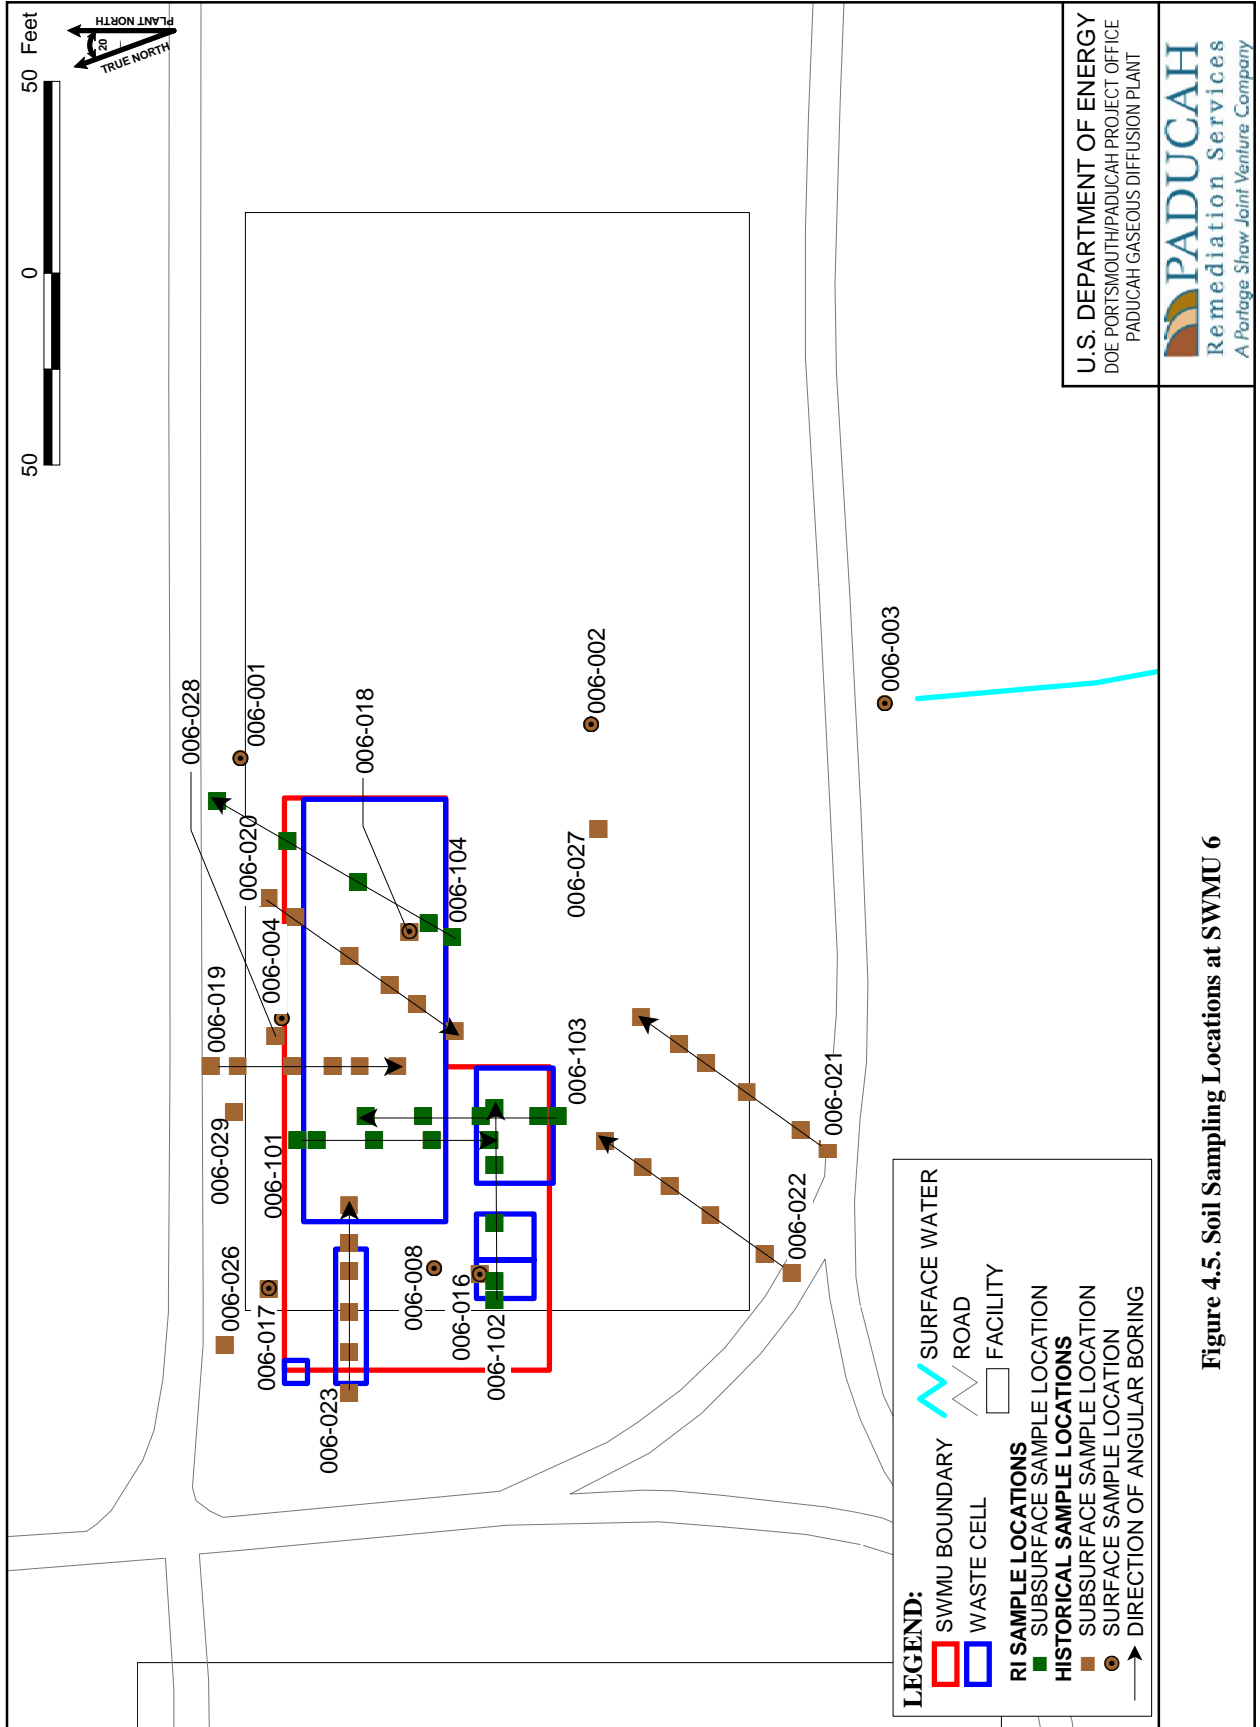 50 0 50 Feet
PLANT NORTH
20
TRUE NORTH
006-028
006-001
006-018
006-002
006-003
006-020
006-104
006-027
006-004
006-019
006-103
006-021
006-029
006-101
006-022
006-026
006-017
006-008
006-016
006-102
006-023
LEGEND:
SWMU BOUNDARY
WASTE CELL
SURFACE WATER
ROAD
FACILITY
RI SAMPLE LOCATIONS
SUBSURFACE SAMPLE LOCATION
HISTORICAL SAMPLE LOCATIONS
SUBSURFACE SAMPLE LOCATION
SURFACE SAMPLE LOCATION
DIRECTION OF ANGULAR BORING
U.S. DEPARTMENT OF ENERGY
DOE PORTSMOUTH/PADUCAH PROJECT OFFICE
PADUCAH GASEOUS DIFFUSION PLANT
PADUCAH
Remediation Services
A Portage Shaw Joint Venture Company
Figure 4.5. Soil Sampling Locations at SWMU 6